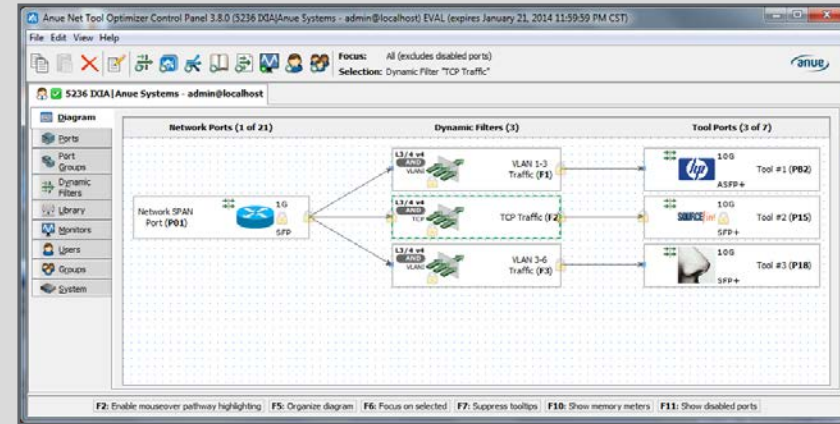 Anue Net Tool Optimizer Control Panel 3.8.0 (5236 IXIA|Anue Systems - admin@localhost) EVAL (expires January 21, 2014 11:59:59 PM CST)
File Edit View Help
Focus: All (excludes disabled ports)
Selection: Dynamic Filter "TCP Traffic"
anue
5236 IXIA|Anue Systems - admin@localhost
Diagram
Ports
Port Groups
Dynamic Filters
Library
Monitors
Users
Groups
System
Network Ports (1 of 21)
Dynamic Filters (3)
Tool Ports (3 of 7)
Network SPAN
Port (P01)
1G
SFP
L3/4 v4
AND
VLAN
VLAN 1-3
Traffic (F1)
L3/4 v4
AND
TCP
TCP Traffic (F2
L3/4 v4
AND
VLAN
VLAN 3-6
Traffic (F3)
10G
hp
Tool #1 (PB2)
ASFP+
10G
SOURCEfire
Tool #2 (P15)
SFP+
10G
Tool #3 (P18)
SFP+
F2: Enable mouseover pathway highlighting
F5: Organize diagram
F6: Focus on selected
F7: Suppress tooltips
F10: Show memory meters
F11: Show disabled ports